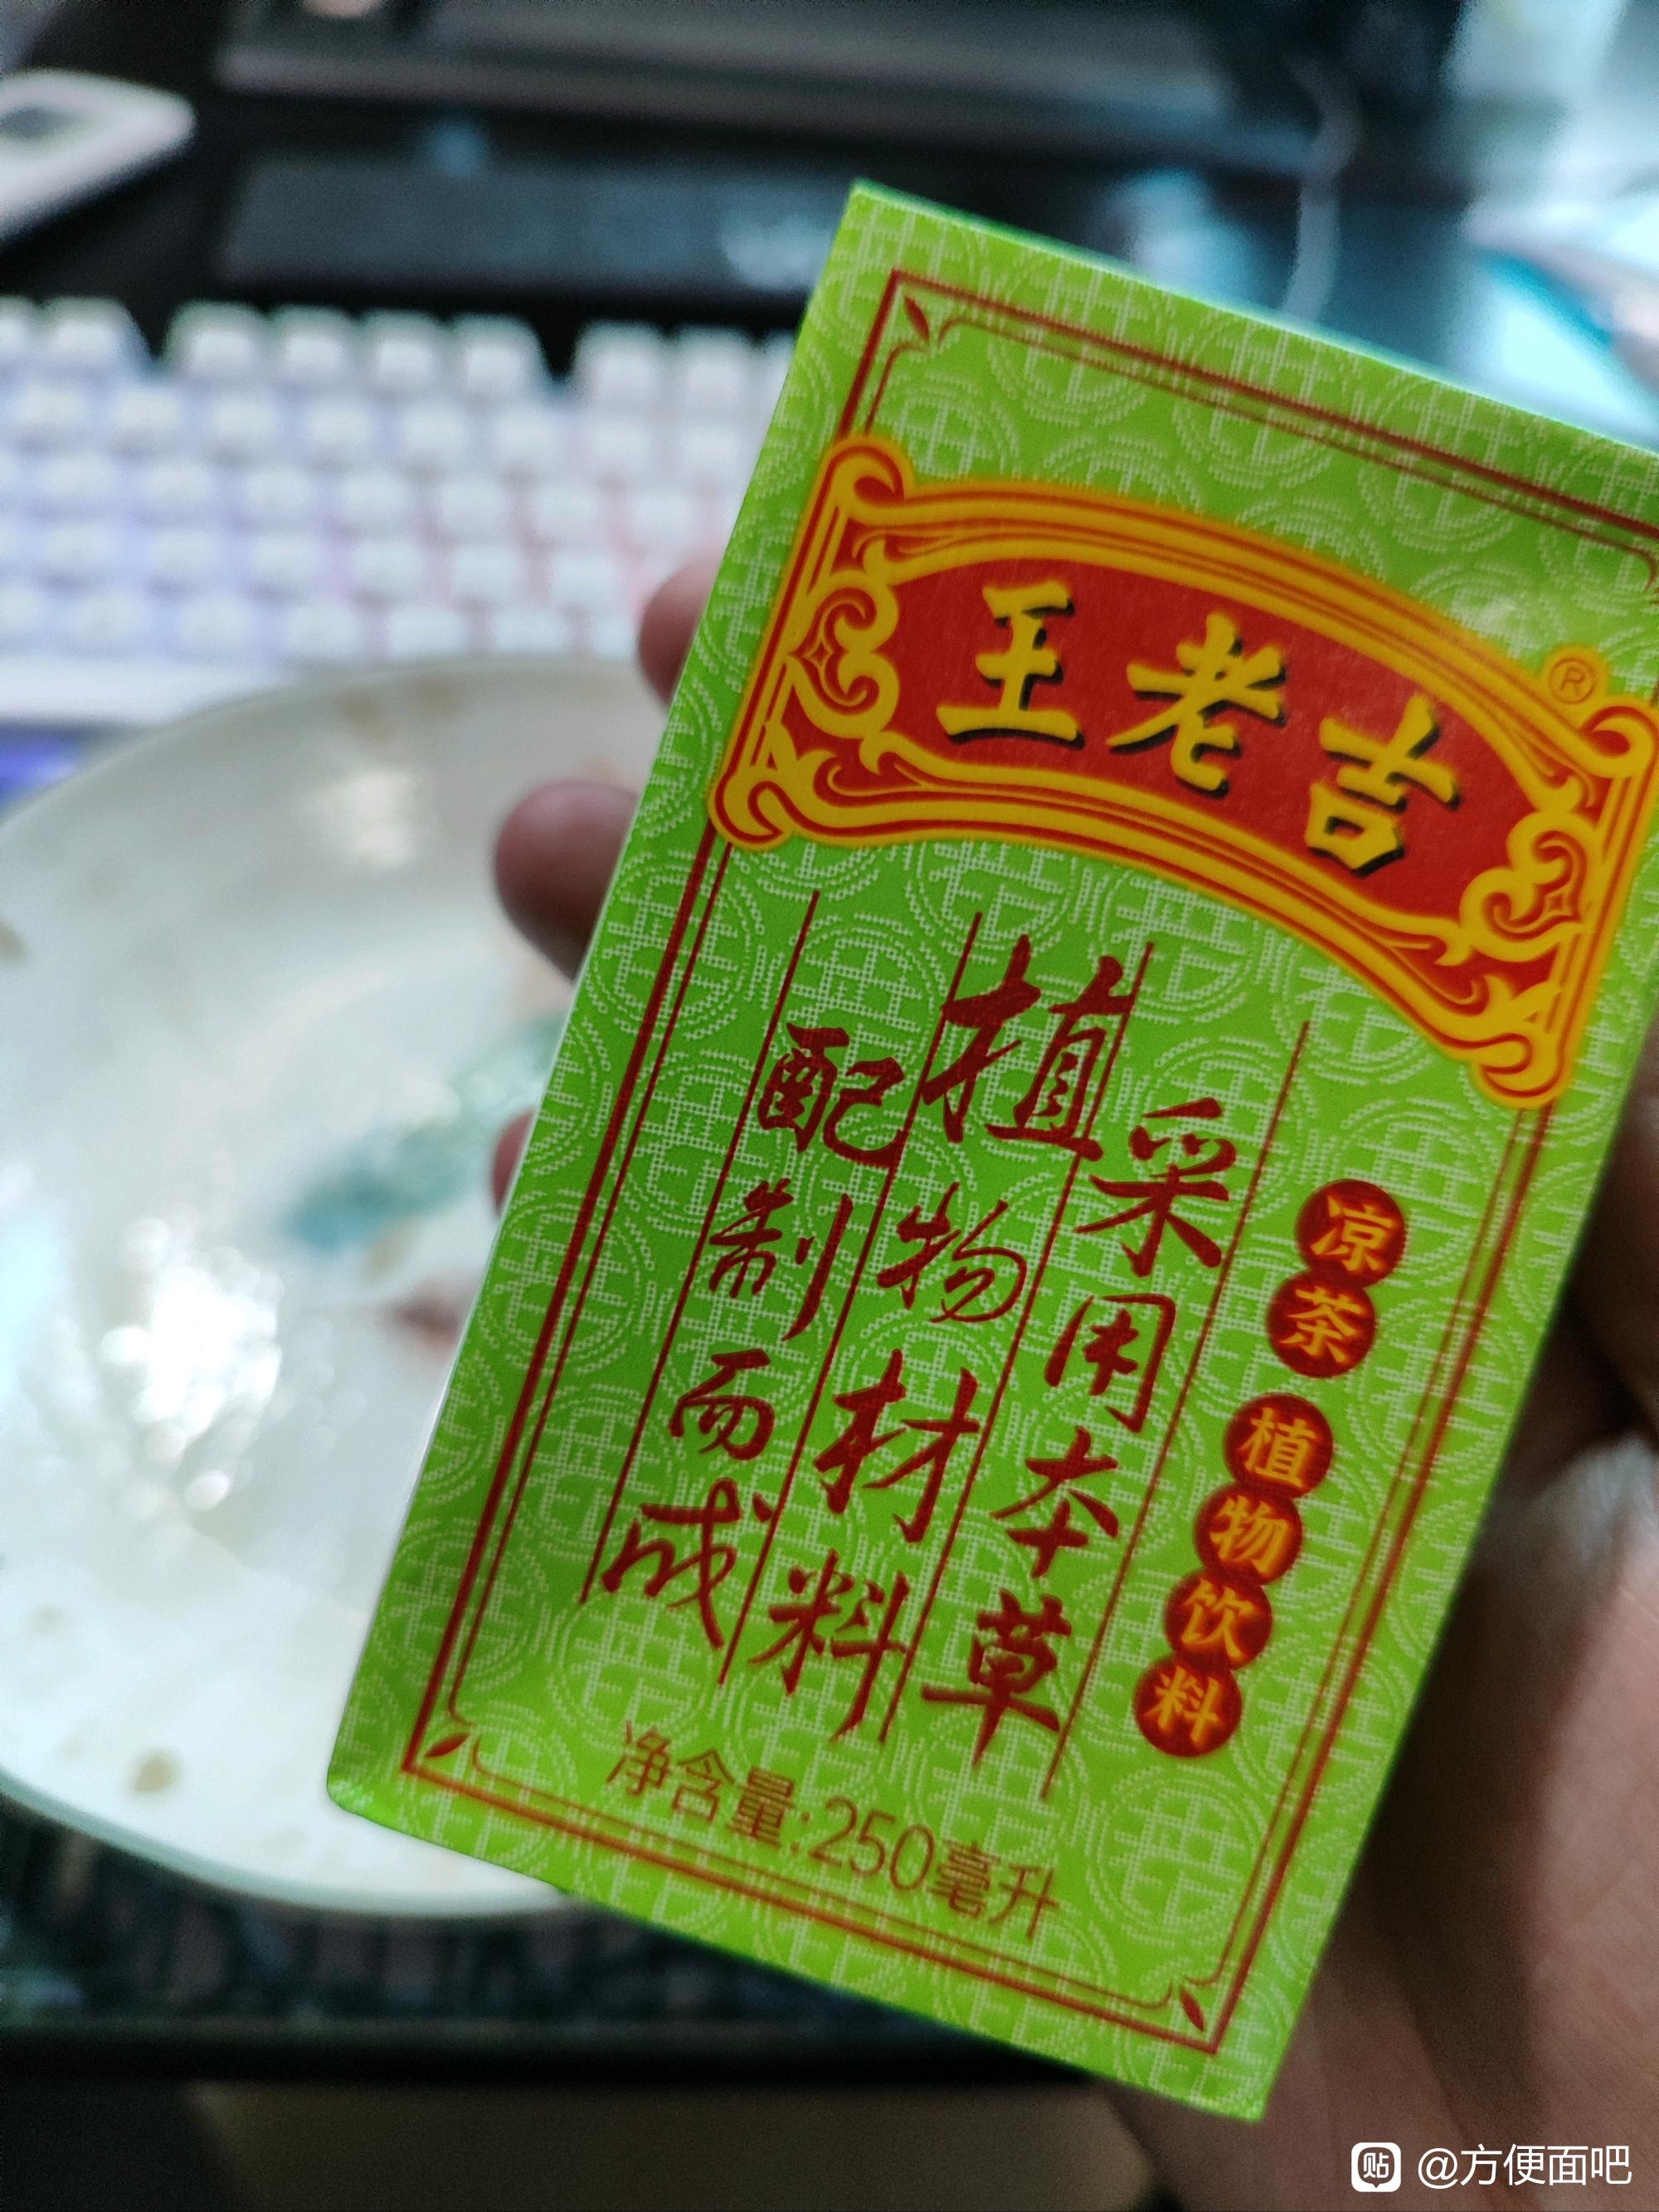 王老吉
®
凉茶
植物饮料
采用本草
植物材料
配制而成
净含量:250毫升
贴 @方便面吧